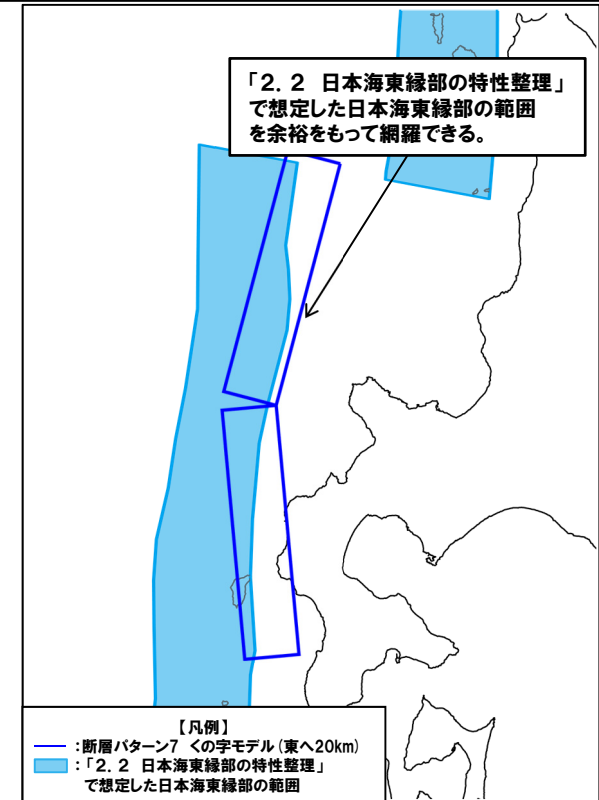 「2.2 日本海東縁部の特性整理」
で想定した日本海東縁部の範囲
を余裕をもって網羅できる。
【凡例】
:断層パターン7 くの字モデル(東へ20km)
:「2.2 日本海東縁部の特性整理」
で想定した日本海東縁部の範囲